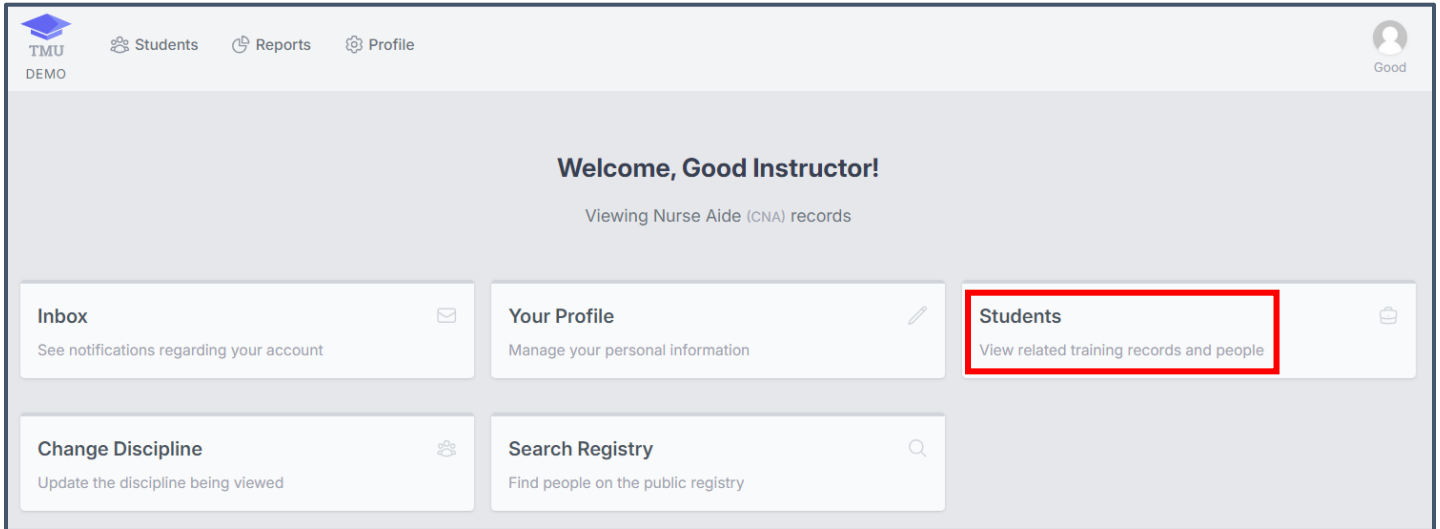 TMU
DEMO
Students
Reports
Profile
Good
Welcome, Good Instructor!
Viewing Nurse Aide (CNA) records
Inbox
See notifications regarding your account
Your Profile
Manage your personal information
Students
View related training records and people
Change Discipline
Update the discipline being viewed
Search Registry
Find people on the public registry